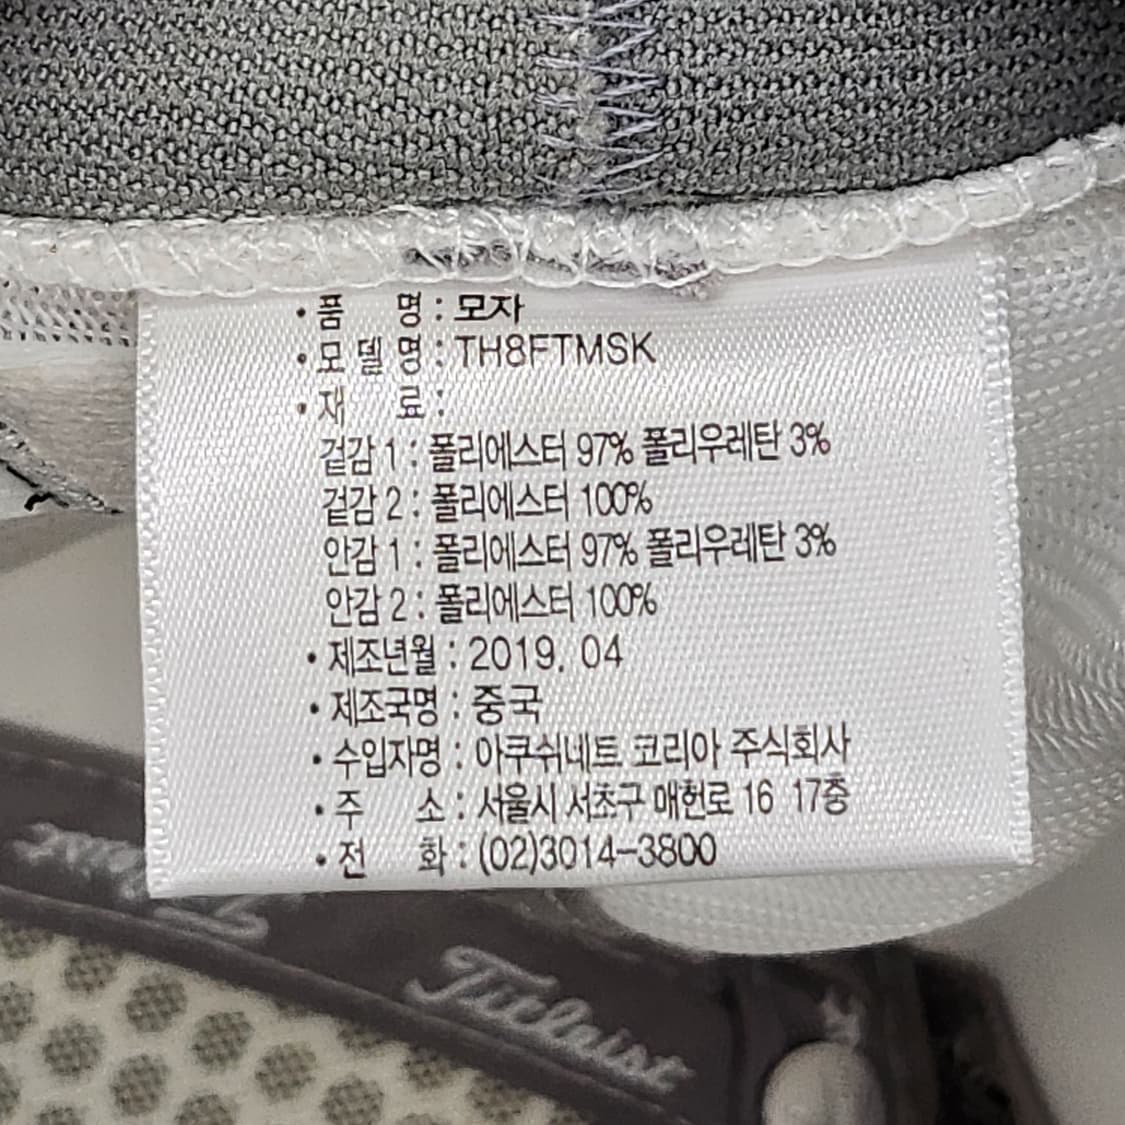 • 품 명 : 모자
• 모 델 명 : TH8FTMSK
• 재 료 :
겉감 1 : 폴리에스터 97% 폴리우레탄 3%
겉감 2 : 폴리에스터 100%
안감 1 : 폴리에스터 97% 폴리우레탄 3%
안감 2 : 폴리에스터 100%
• 제조년월 : 2019. 04
• 제조국명 : 중국
• 수입자명 : 아쿠쉬네트 코리아 주식회사
• 주 소 : 서울시 서초구 매헌로 16 17층
• 전 화 : (02)3014-3800
Titleist